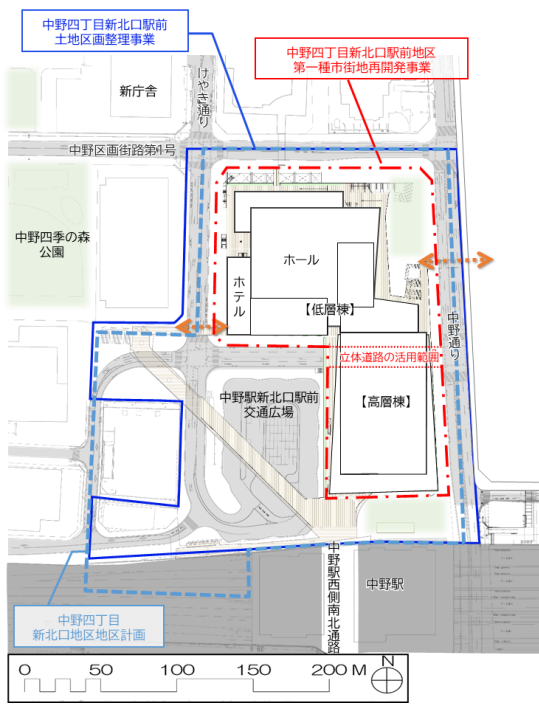 中野四丁目新北口駅前
土地区画整理事業
中野四丁目新北口駅前地区
第一種市街地再開発事業
けやき通り
新庁舎
中野区画街路第1号
中野四季の森
公園
ホール
ホテル
【低層棟】
中野通り
立体道路の活用範囲
中野駅新北口駅前
交通広場
【高層棟】
中野駅西側南北通路
中野駅
中野四丁目
新北口地区地区計画
0 50 100 150 200 M
N